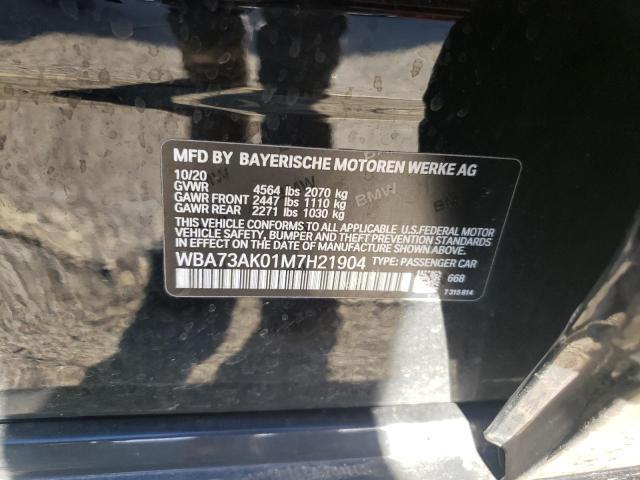 MFD BY BAYERISCHE MOTOREN WERKE AG
10/20
GVWR 4564 lbs 2070 kg
GAWR FRONT 2447 lbs 1110 kg
GAWR REAR 2271 lbs 1030 kg
THIS VEHICLE CONFORMS TO ALL APPLICABLE U.S.FEDERAL MOTOR
VEHICLE SAFETY, BUMPER, AND THEFT PREVENTION STANDARDS
IN EFFECT ON THE DATE OF MANUFACTURE SHOWN ABOVE.
WBA73AK01M7H21904 TYPE: PASSENGER CAR
668
7 315 814
BMW
BMW